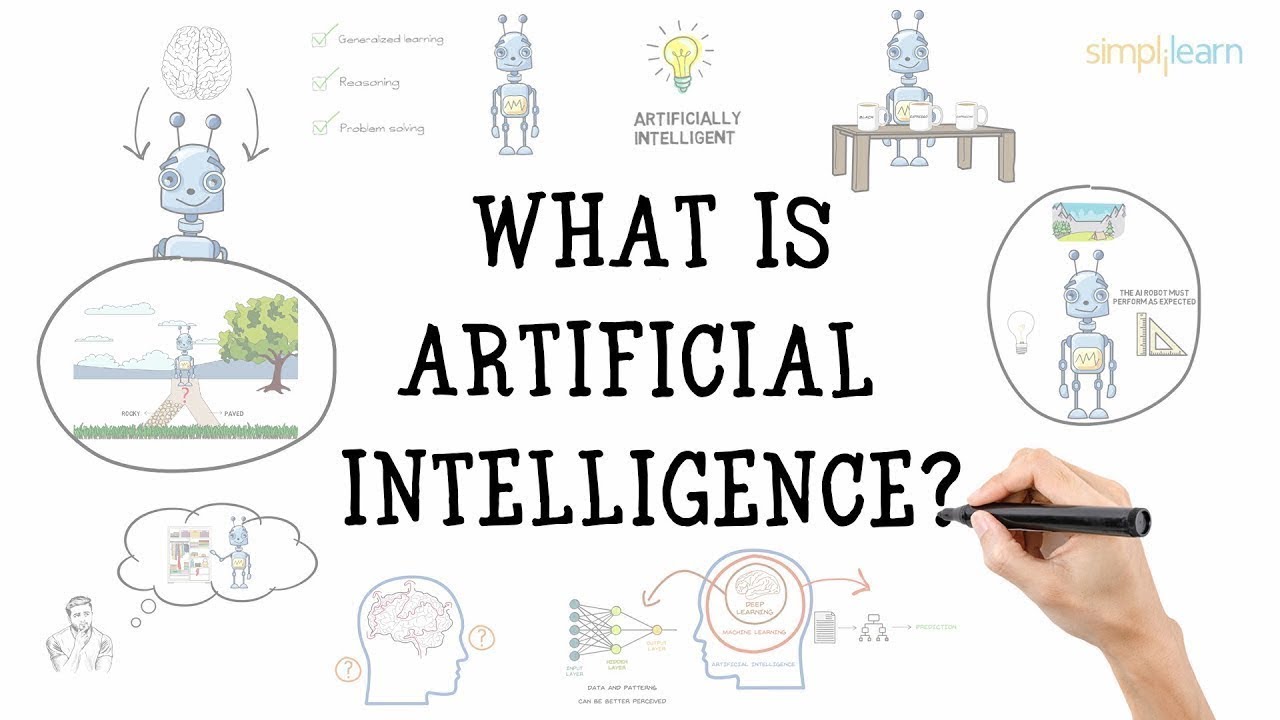 Generalized learning
Reasoning
Problem solving
ARTIFICIALLY
INTELLIGENT
BLACK
ESPRESSO
simplilearn
WHAT IS
ARTIFICIAL
INTELLIGENCE?
THE AI ROBOT MUST
PERFORM AS EXPECTED
?
ROCKY
PAVED
?
?
INPUT
LAYER
HIDDEN
LAYER
OUTPUT
LAYER
DATA AND PATTERNS
CAN BE BETTER PERCEIVED
DEEP
LEARNING
MACHINE LEARNING
ARTIFICIAL INTELLIGENCE
PREDICTION